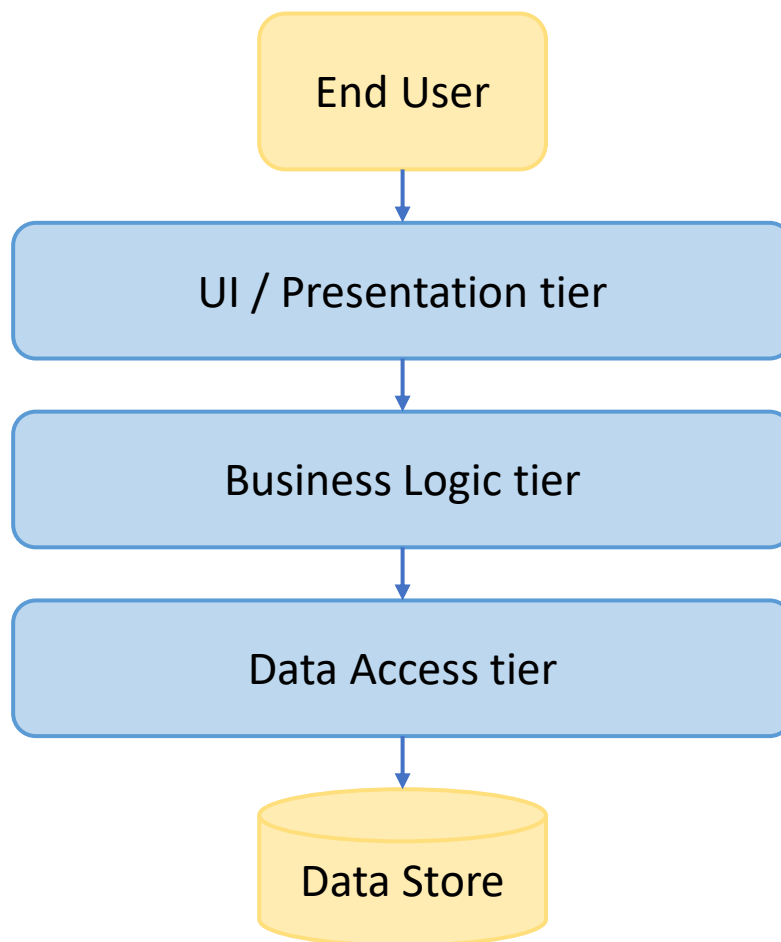 End User
UI / Presentation tier
Business Logic tier
Data Access tier
Data Store